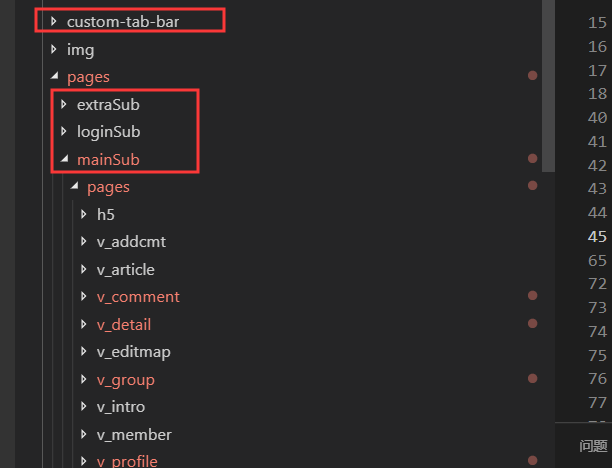 custom-tab-bar
img
pages
extraSub
loginSub
mainSub
pages
h5
v_addcmt
v_article
v_comment
v_detail
v_editmap
v_group
v_intro
v_member
v_profile
15
16
17
18
40
41
42
43
44
45
65
72
73
74
75
76
77
问题